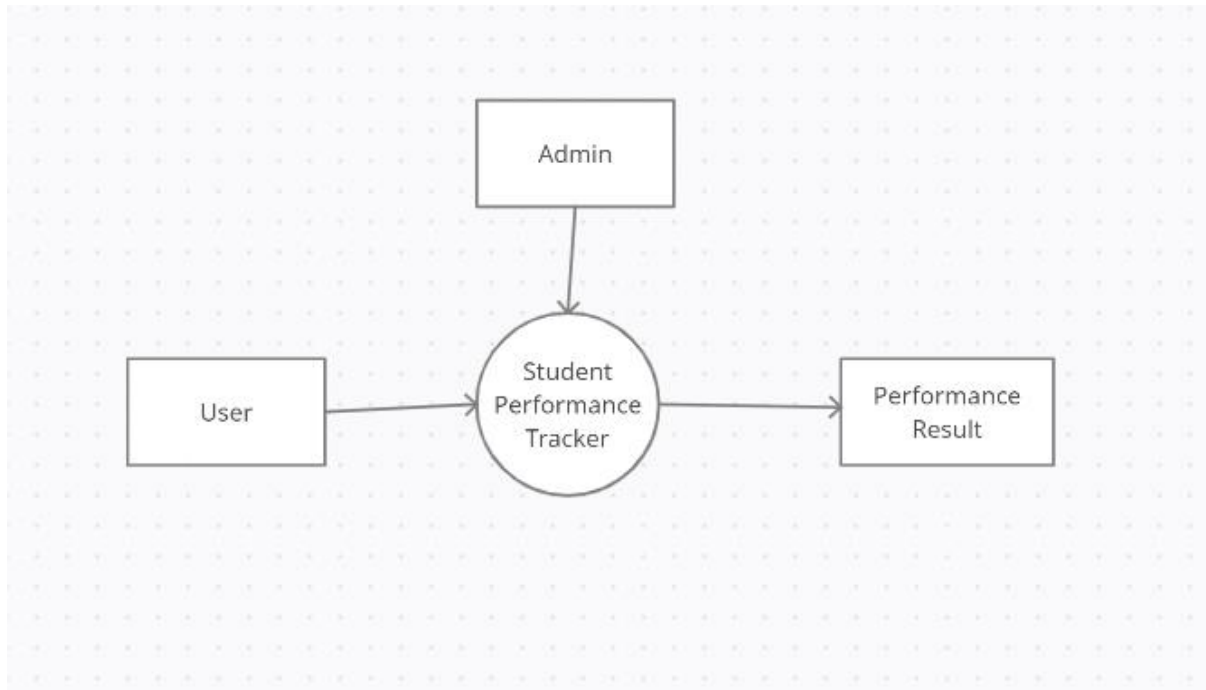 Admin
User
Student
Performance
Tracker
Performance
Result